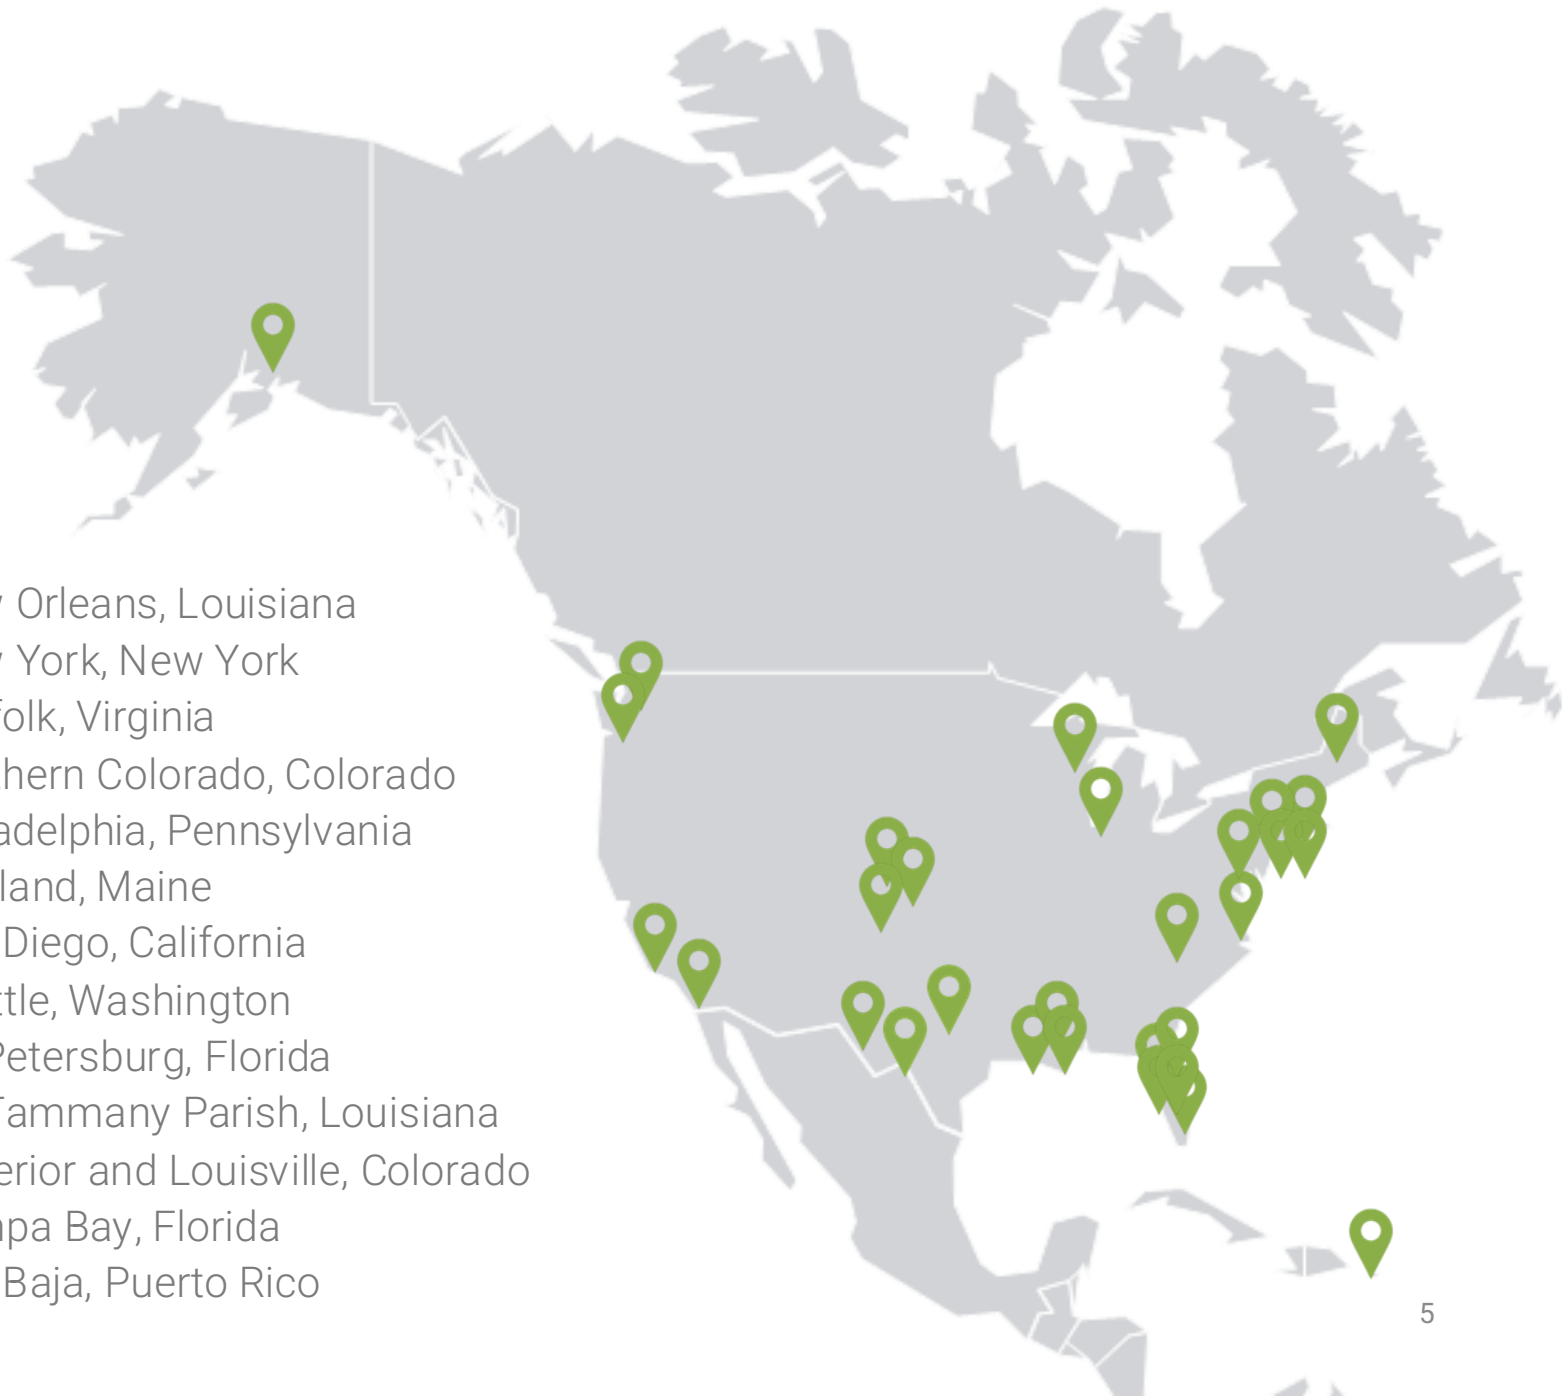 Orleans, Louisiana
York, New York
folk, Virginia
hern Colorado, Colorado
adelphia, Pennsylvania
land, Maine
Diego, California
ttle, Washington
Petersburg, Florida
Tammany Parish, Louisiana
erior and Louisville, Colorado
pa Bay, Florida
Baja, Puerto Rico
5